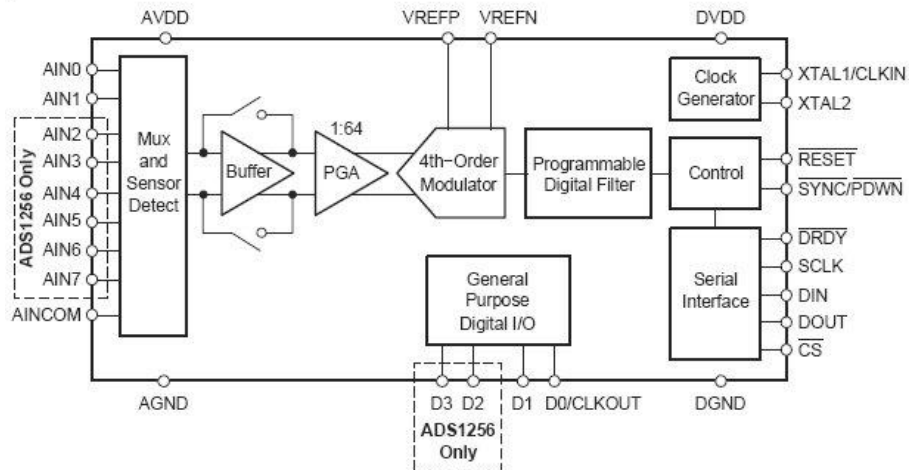 AVDD
VREFP
VREFN
DVDD
AIN0
AIN1
AIN2
AIN3
AIN4
AIN5
AIN6
AIN7
AINCOM
ADS1256 Only
Mux
and
Sensor
Detect
Buffer
1:64
PGA
4th-Order
Modulator
Programmable
Digital Filter
Clock
Generator
XTAL1/CLKIN
XTAL2
Control
RESET
SYNC/PDWN
Serial
Interface
DRDY
SCLK
DIN
DOUT
CS
General
Purpose
Digital I/O
AGND
D3
D2
D1
D0/CLKOUT
DGND
ADS1256
Only